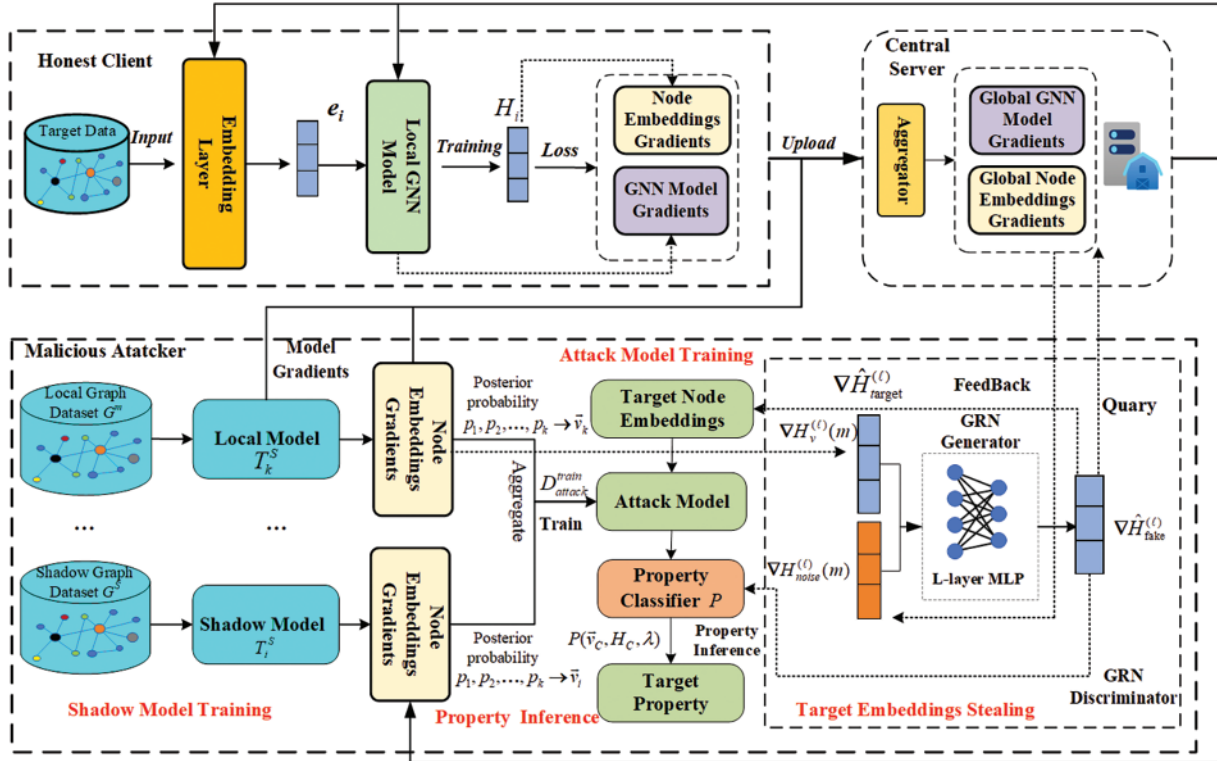 Honest Client
Target Data
Input
Embedding
Layer
e_i
Local GNN
Model
Training
H_i
Loss
Node
Embeddings
Gradients
GNN Model
Gradients
Upload
Central
Server
Aggregator
Global GNN
Model
Gradients
Global Node
Embeddings
Gradients
Malicious Atatcker
Model
Gradients
Attack Model Training
Local Graph
Dataset G^m
Local Model
T_k^S
Node
Embeddings
Gradients
Posterior
probability
p_1, p_2, ..., p_k → v⃗_k
Aggregate
D_attack^train
Train
Target Node
Embeddings
Attack Model
Property
Classifier P
P(v⃗_C, H_C, λ)
Property
Inference
Target
Property
...
...
Shadow Graph
Dataset G^S
Shadow Model
T_i^S
Node
Embeddings
Gradients
Posterior
probability
p_1, p_2, ..., p_k → v⃗_i
Shadow Model Training
Property Inference
∇Ĥ_target^(ℓ)
FeedBack
Quary
∇H_v^(ℓ)(m)
GRN
Generator
∇H_noise^(ℓ)(m)
L-layer MLP
∇Ĥ_fake^(ℓ)
GRN
Discriminator
Target Embeddings Stealing